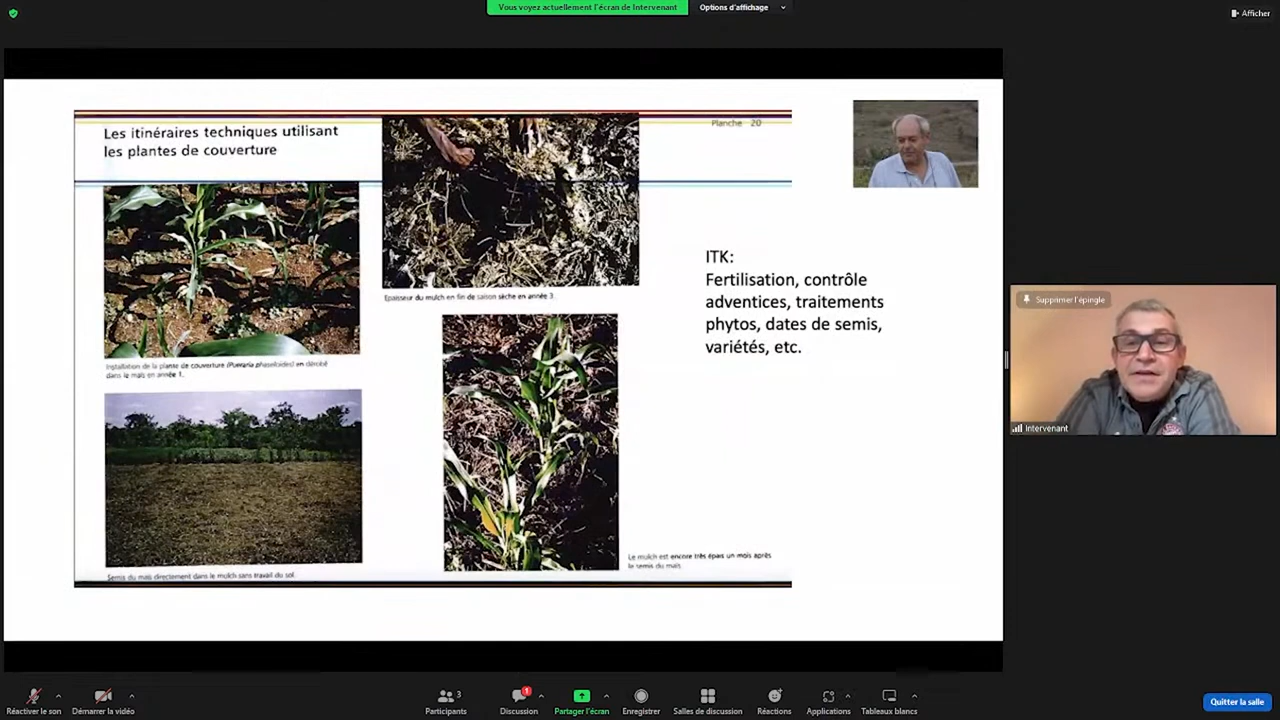 Vous voyez actuellement l'écran de Intervenant
Options d'affichage
Afficher
Les itinéraires techniques utilisant
les plantes de couverture
Planche 20
Epaisseur du mulch en fin de saison sèche en année 3.
Installation de la plante de couverture (Pueraria phaseoloides) en dérobé
dans le maïs en année 1.
Semis du maïs directement dans le mulch sans travail du sol.
Le mulch est encore très épais un mois après
le semis du maïs.
ITK:
Fertilisation, contrôle
adventices, traitements
phytos, dates de semis,
variétés, etc.
Supprimer l'épingle
Intervenant
Réactiver le son
Démarrer la vidéo
Participants
3
Discussion
1
Partager l'écran
Enregistrer
Salles de discussion
Réactions
Applications
Tableaux blancs
Quitter la salle